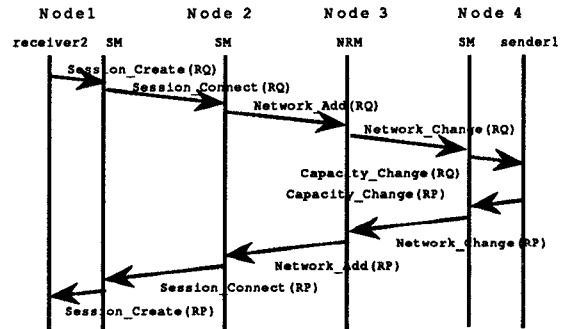 Node1 Node 2 Node 3 Node 4
receiver2 SM SM NRM SM sender1
Session_Create(RQ)
Session_Connect(RQ)
Network_Add(RQ)
Network_Change(RQ)
Capacity_Change(RQ)
Capacity_Change(RP)
Network_Change(RP)
Network_Add(RP)
Session_Connect(RP)
Session_Create(RP)